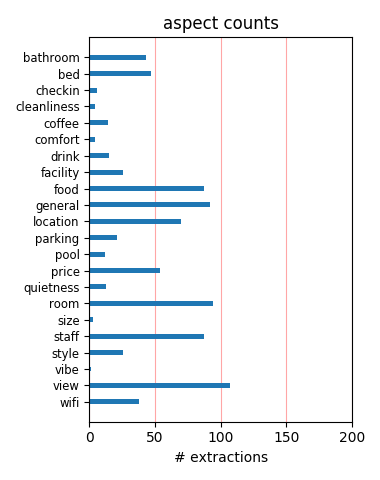 aspect counts
bathroom
bed
checkin
cleanliness
coffee
comfort
drink
facility
food
general
location
parking
pool
price
quietness
room
size
staff
style
vibe
view
wifi
0 50 100 150 200
# extractions